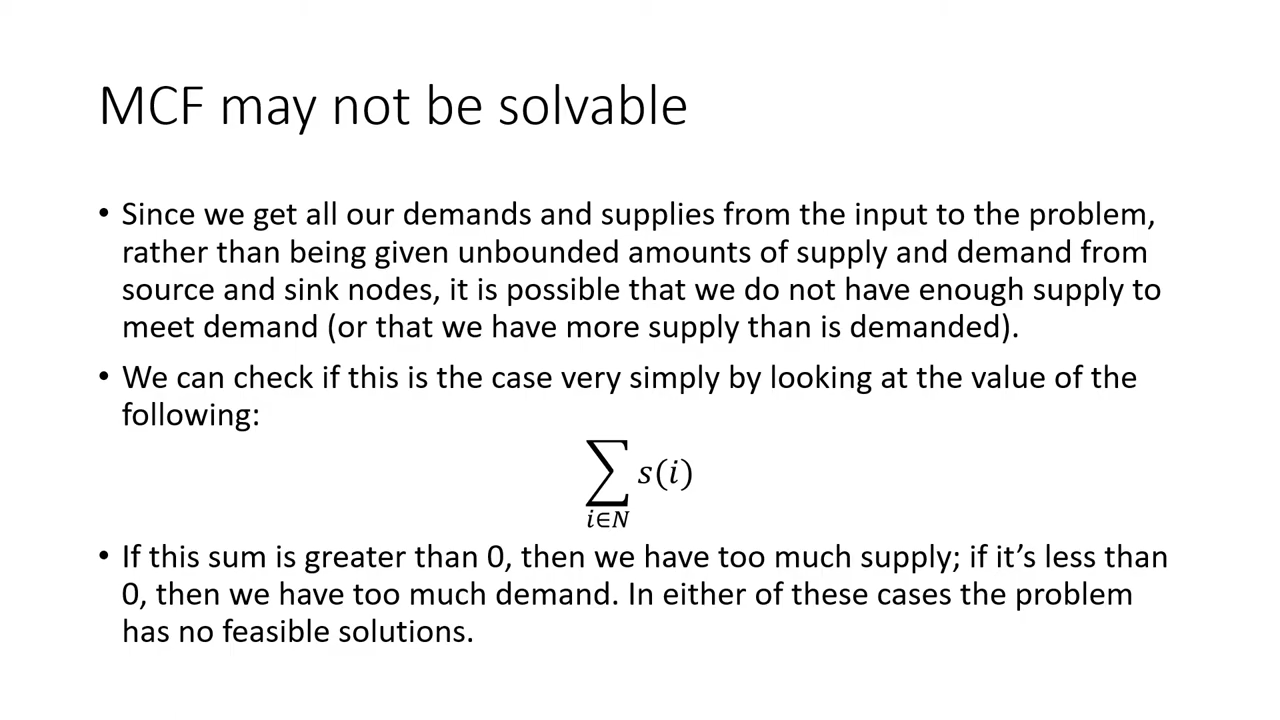 MCF may not be solvable
• Since we get all our demands and supplies from the input to the problem,
rather than being given unbounded amounts of supply and demand from
source and sink nodes, it is possible that we do not have enough supply to
meet demand (or that we have more supply than is demanded).
• We can check if this is the case very simply by looking at the value of the
following:
∑ s(i)
i∈N
• If this sum is greater than 0, then we have too much supply; if it’s less than
0, then we have too much demand. In either of these cases the problem
has no feasible solutions.